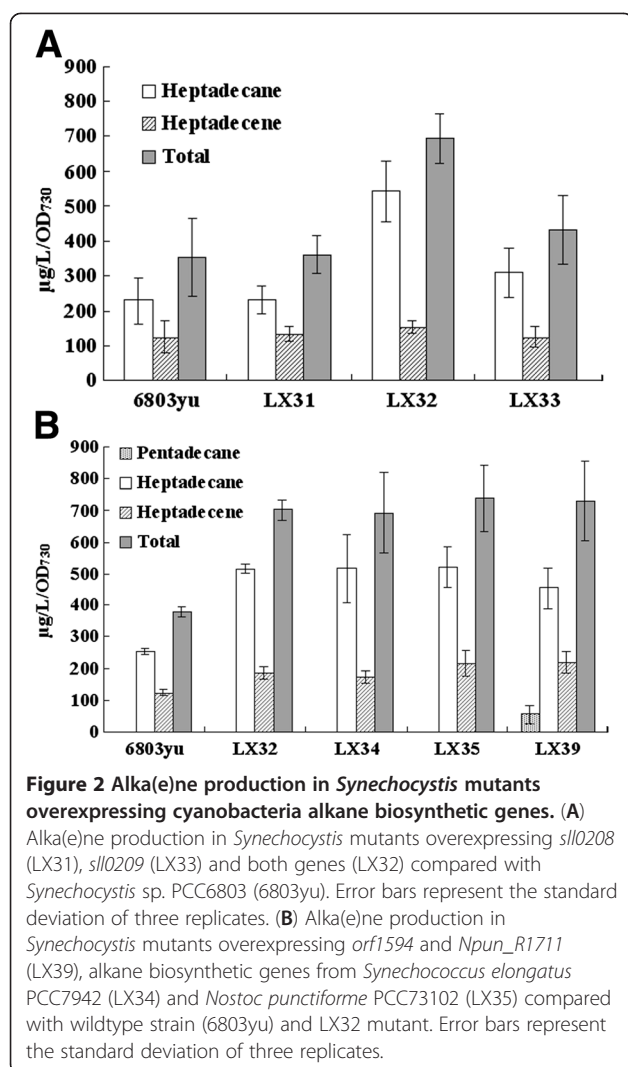 A
900
800
700
600
500
400
300
200
100
0
µg/L/OD730
Heptadecane
Heptadecene
Total
6803yu LX31 LX32 LX33
B
900
800
700
600
500
400
300
200
100
0
µg/L/OD730
Pentadecane
Heptadecane
Heptadecene
Total
6803yu LX32 LX34 LX35 LX39
Figure 2 Alka(e)ne production in Synechocystis mutants
overexpressing cyanobacteria alkane biosynthetic genes. (A)
Alka(e)ne production in Synechocystis mutants overexpressing sll0208
(LX31), sll0209 (LX33) and both genes (LX32) compared with
Synechocystis sp. PCC6803 (6803yu). Error bars represent the standard
deviation of three replicates. (B) Alka(e)ne production in
Synechocystis mutants overexpressing orf1594 and Npun_R1711
(LX39), alkane biosynthetic genes from Synechococcus elongatus
PCC7942 (LX34) and Nostoc punctiforme PCC73102 (LX35) compared
with wildtype strain (6803yu) and LX32 mutant. Error bars represent
the standard deviation of three replicates.